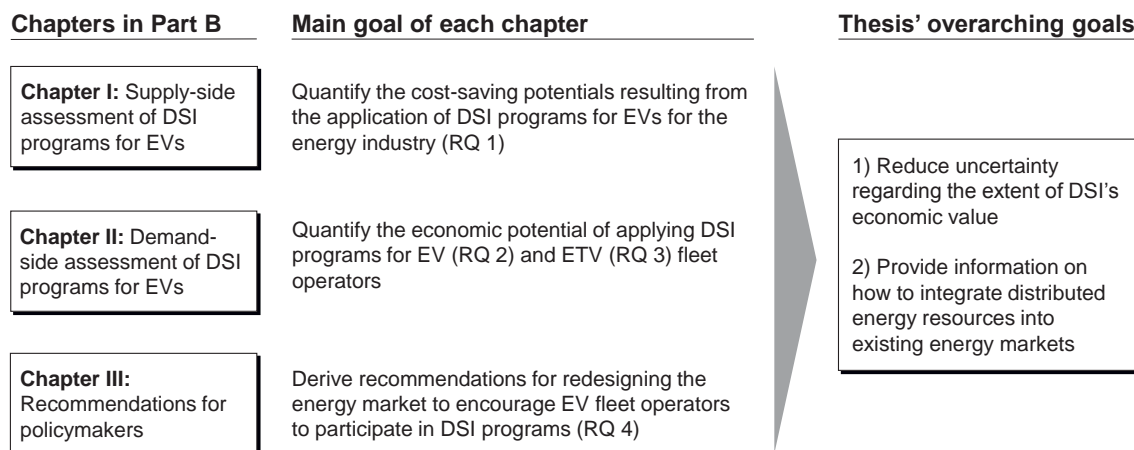 Chapters in Part B
Main goal of each chapter
Thesis’ overarching goals
Chapter I: Supply-side
assessment of DSI
programs for EVs
Quantify the cost-saving potentials resulting from
the application of DSI programs for EVs for the
energy industry (RQ 1)
Chapter II: Demand-
side assessment of DSI
programs for EVs
Quantify the economic potential of applying DSI
programs for EV (RQ 2) and ETV (RQ 3) fleet
operators
Chapter III:
Recommendations for
policymakers
Derive recommendations for redesigning the
energy market to encourage EV fleet operators
to participate in DSI programs (RQ 4)
1) Reduce uncertainty
regarding the extent of DSI’s
economic value
2) Provide information on
how to integrate distributed
energy resources into
existing energy markets